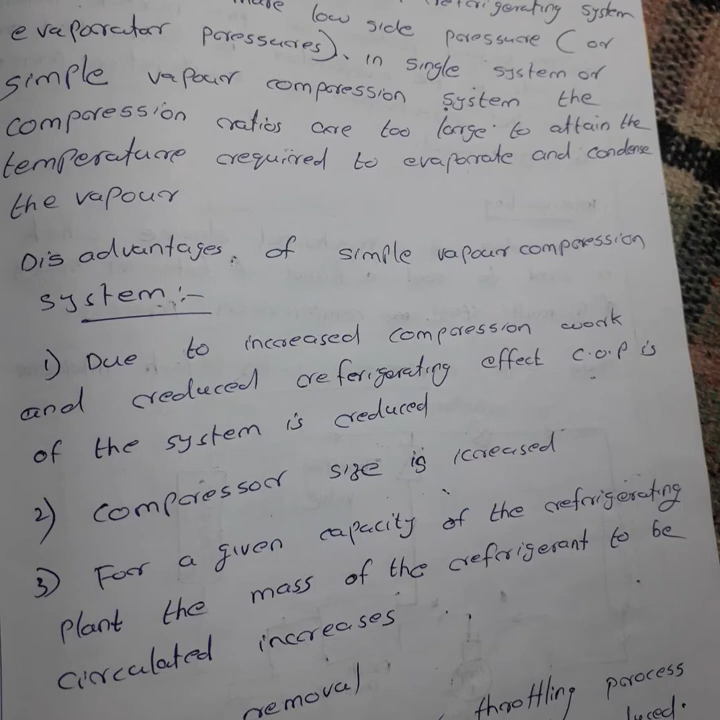 low side refrigerating system
evaporator pressures). in single system or
simple vapour compression system the
compression ratios are too large to attain the
temperature required to evaporate and condense
the vapour
Disadvantages. of simple vapour compression
system :-
1) Due to increased compression work
and reduced refrigerating effect C.O.P is
of the system is reduced
2) Compressor size is icreased
3) For a given capacity of the refrigerating
plant the mass of the refrigerant to be
circulated increases
removal throttling process